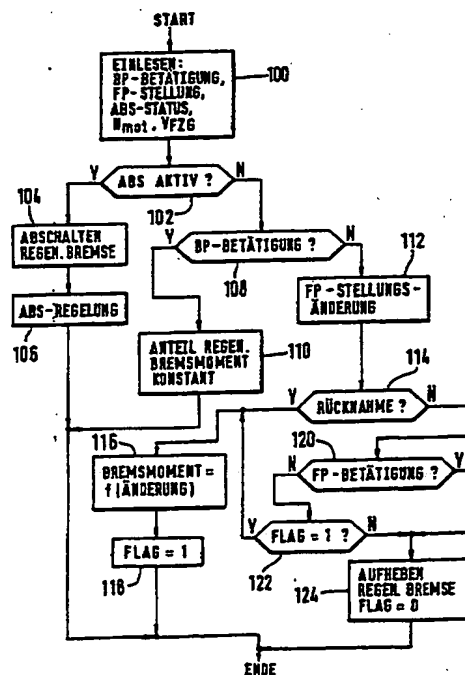 START
EINLESEN:
BP-BETÄTIGUNG,
FP-STELLUNG,
ABS-STATUS,
Nmot. VFZG
100
Y
ABS AKTIV ?
N
102
104
ABSCHALTEN
REGEN. BREMSE
Y
BP-BETÄTIGUNG ?
N
108
112
FP-STELLUNGS-
ÄNDERUNG
ABS-REGELUNG
106
ANTEIL REGEN.
BREMSMOMENT
KONSTANT
110
114
Y
RÜCKNAHME ?
N
116
BREMSMOMENT=
f(ÄNDERUNG)
120
N
FP-BETÄTIGUNG ?
Y
FLAG = 1
118
Y
FLAG = 1 ?
N
122
124
AUFHEBEN
REGEN. BREMSE
FLAG = 0
ENDE